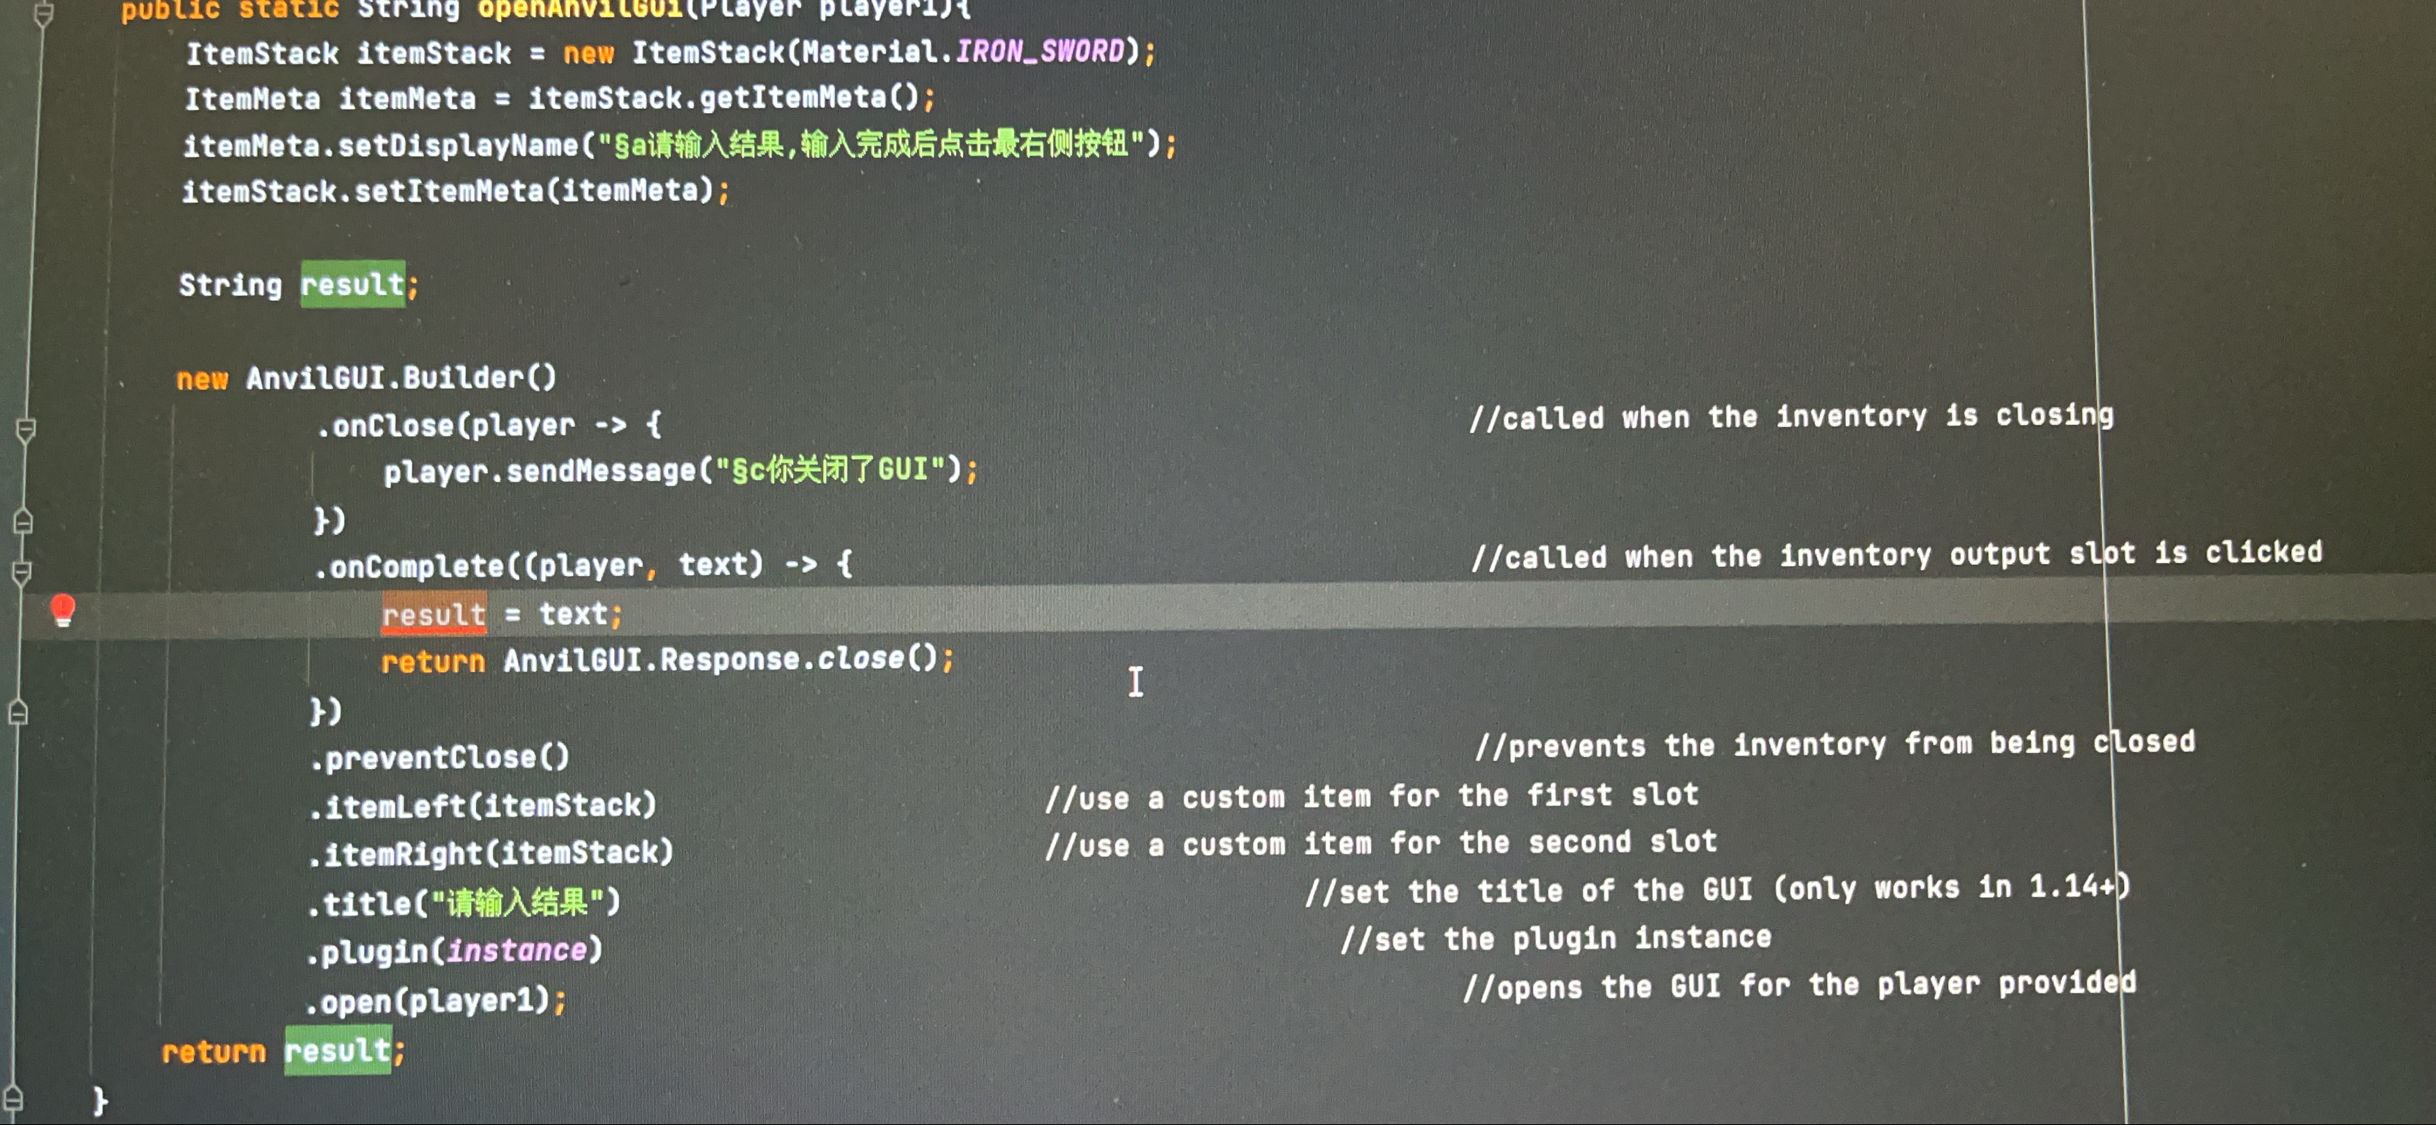 public static String openAnvilGui(Player player1){
ItemStack itemStack = new ItemStack(Material.IRON_SWORD);
ItemMeta itemMeta = itemStack.getItemMeta();
itemMeta.setDisplayName("§a请输入结果,输入完成后点击最右侧按钮");
itemStack.setItemMeta(itemMeta);
String result;
new AnvilGUI.Builder()
.onClose(player -> { //called when the inventory is closing
player.sendMessage("§c你关闭了GUI");
})
.onComplete((player, text) -> { //called when the inventory output slot is clicked
result = text;
return AnvilGUI.Response.close();
})
.preventClose() //prevents the inventory from being closed
.itemLeft(itemStack) //use a custom item for the first slot
.itemRight(itemStack) //use a custom item for the second slot
.title("请输入结果") //set the title of the GUI (only works in 1.14+)
.plugin(instance) //set the plugin instance
.open(player1); //opens the GUI for the player provided
return result;
}